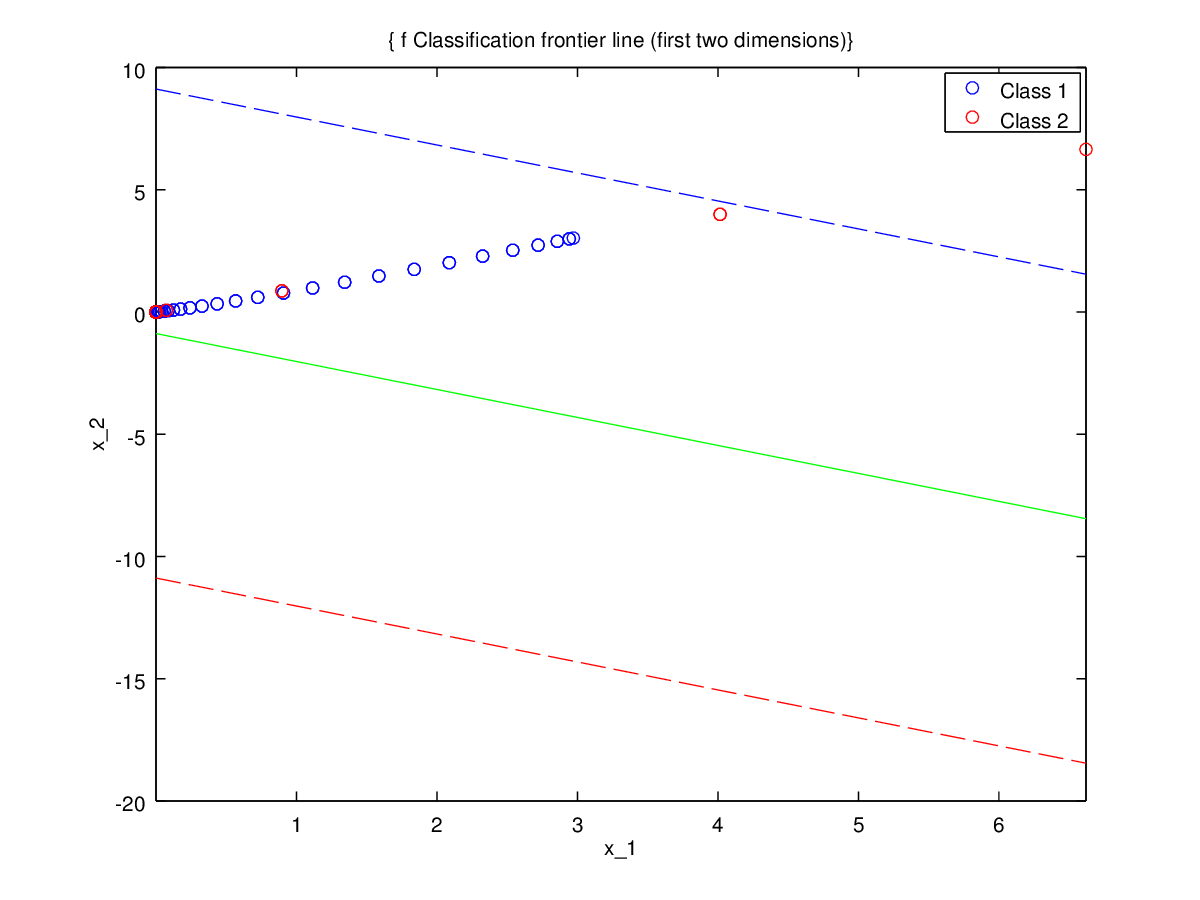 { f Classification frontier line (first two dimensions)}
10
5
0
-5
-10
-15
-20
x_2
Class 1
Class 2
1
2
3
4
5
6
x_1